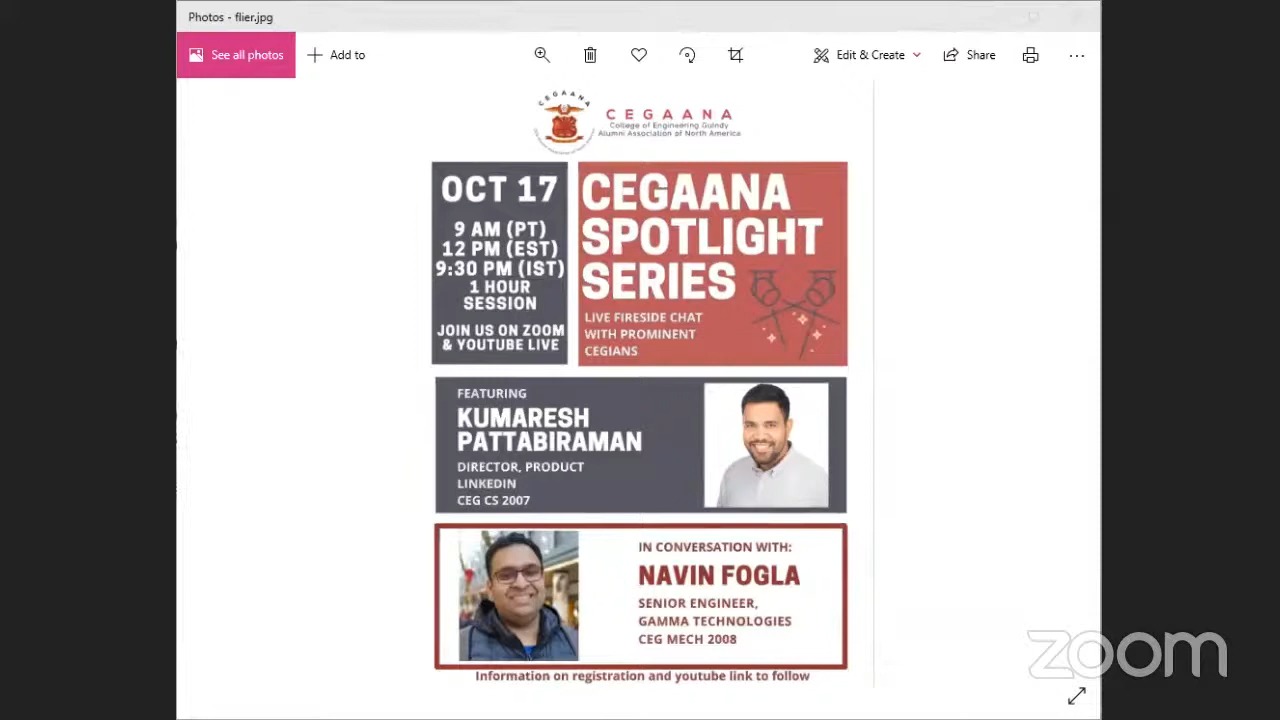 Photos - flier.jpg
See all photos
Add to
Edit & Create
Share
CEGAANA
CEGAANA
College of Engineering Guindy
Alumni Association of North America
OCT 17
9 AM (PT)
12 PM (EST)
9:30 PM (IST)
1 HOUR
SESSION
JOIN US ON ZOOM
& YOUTUBE LIVE
CEGAANA
SPOTLIGHT
SERIES
LIVE FIRESIDE CHAT
WITH PROMINENT
CEGIANS
FEATURING
KUMARESH
PATTABIRAMAN
DIRECTOR, PRODUCT
LINKEDIN
CEG CS 2007
IN CONVERSATION WITH:
NAVIN FOGLA
SENIOR ENGINEER,
GAMMA TECHNOLOGIES
CEG MECH 2008
Information on registration and youtube link to follow
zoom